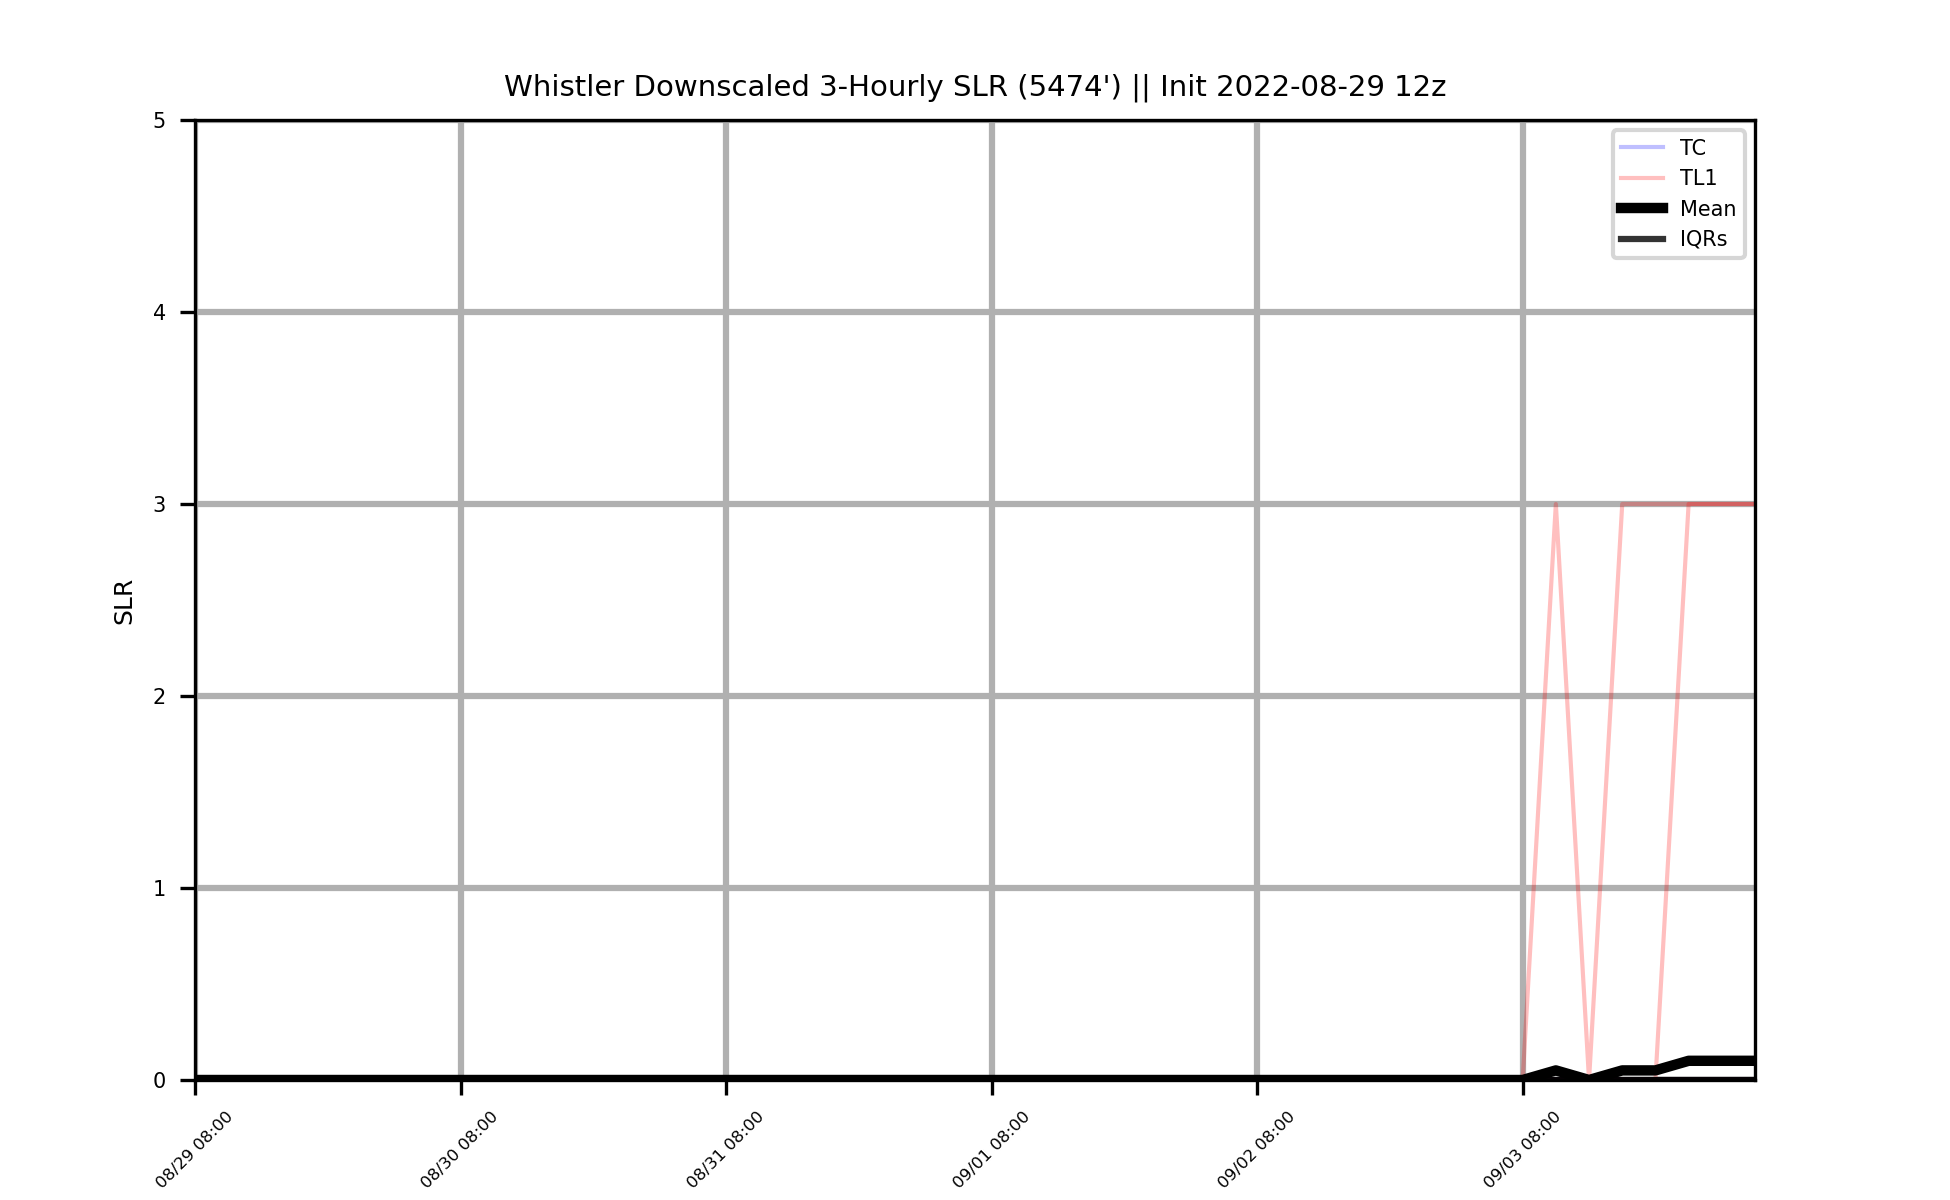 Whistler Downscaled 3-Hourly SLR (5474') || Init 2022-08-29 12z
5
4
3
2
1
0
SLR
TC
TL1
Mean
IQRs
08/29 08:00
08/30 08:00
08/31 08:00
09/01 08:00
09/02 08:00
09/03 08:00